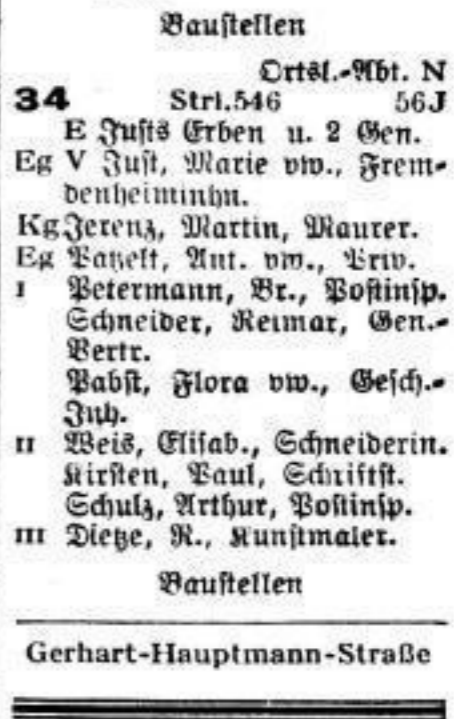 Baustellen
Ortsl.-Abt. N
34 Strl.546 56J
E Justs Erben u. 2 Gen.
Eg V Just, Marie vw., Frem-
denheiminhn.
Kg Jerenz, Martin, Maurer.
Eg Patzelt, Ant. vw., Priv.
I Petermann, Br., Postinsp.
Schneider, Reimar, Gen.-
Vertr.
Pabst, Flora vw., Gesch.-
Inh.
II Weis, Elisab., Schneiderin.
Kirsten, Paul, Schriftst.
Schulz, Arthur, Postinsp.
III Dietze, R., Kunstmaler.
Baustellen
Gerhart-Hauptmann-Straße